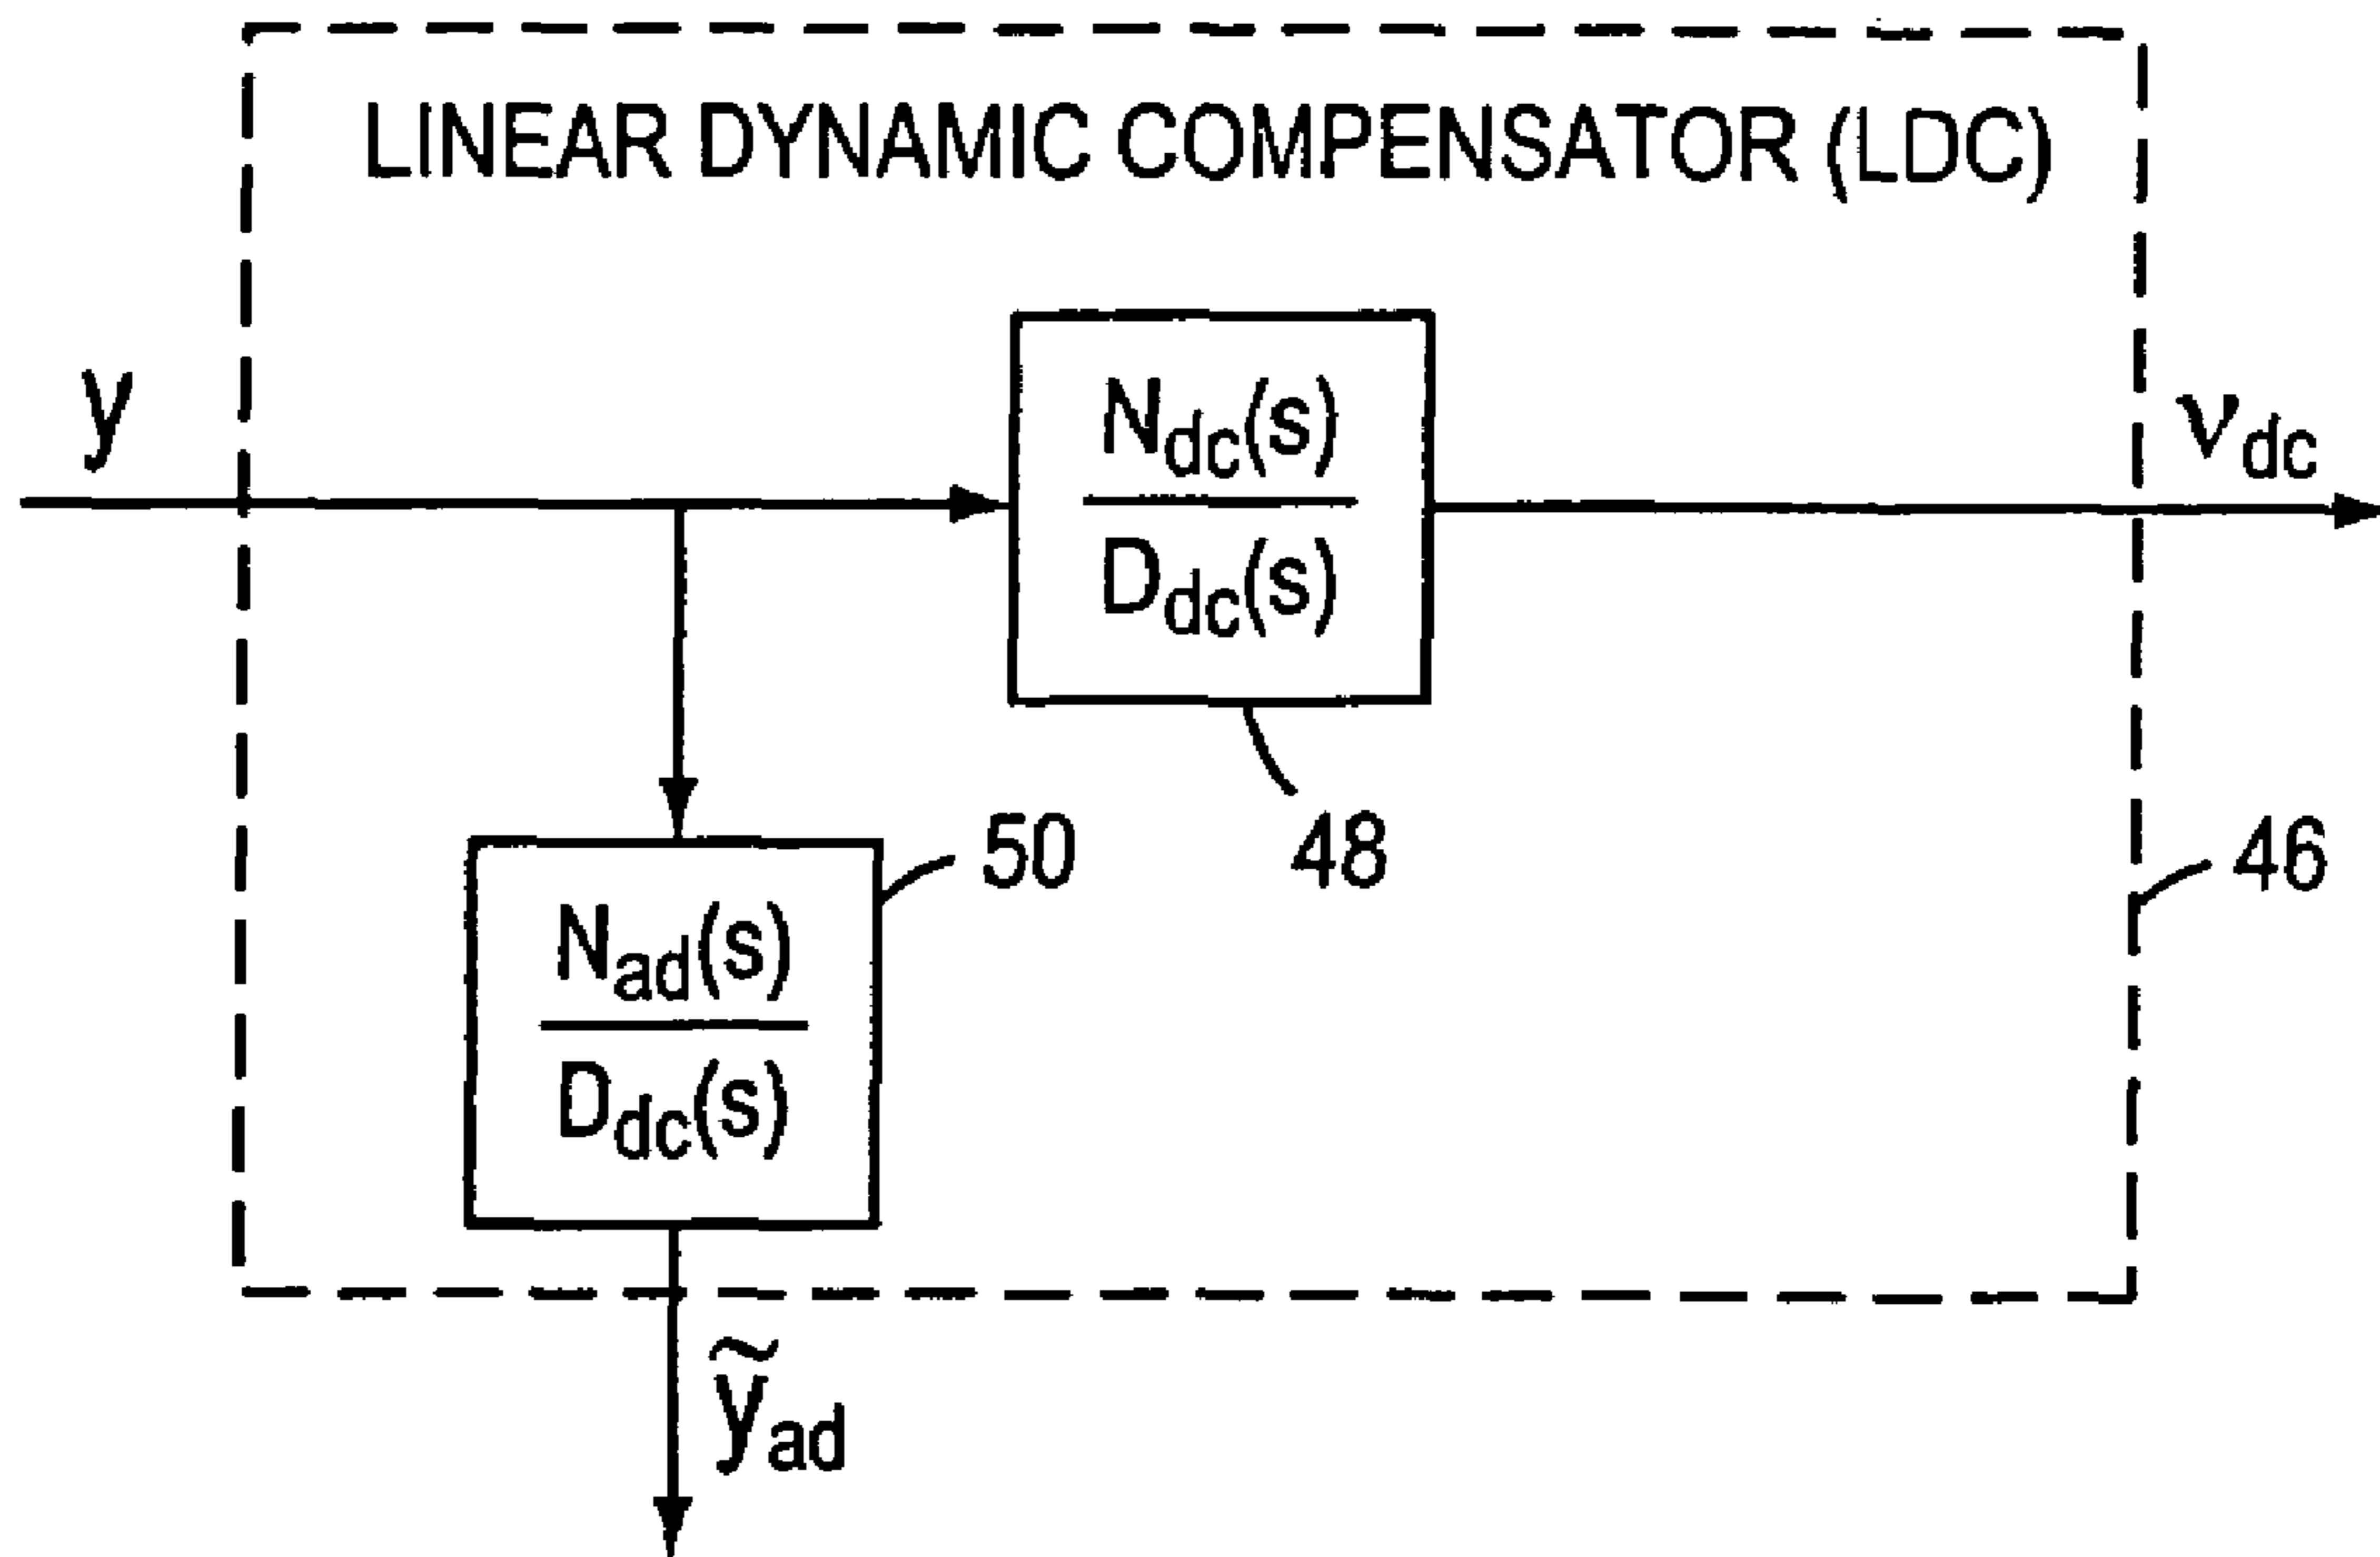 LINEAR DYNAMIC COMPENSATOR (LDC)
y
N_dc(s)
D_dc(s)
ν_dc
50
48
46
N_ad(s)
D_dc(s)
ỹ_ad